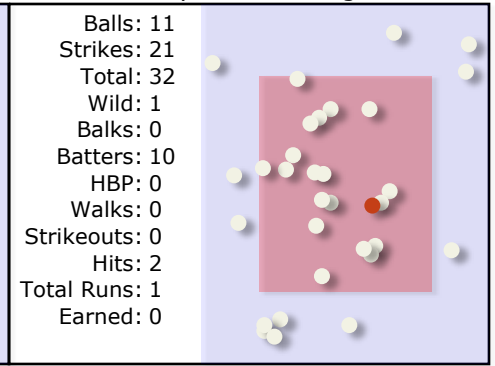 Balls: 11
Strikes: 21
Total: 32
Wild: 1
Balks: 0
Batters: 10
HBP: 0
Walks: 0
Strikeouts: 0
Hits: 2
Total Runs: 1
Earned: 0